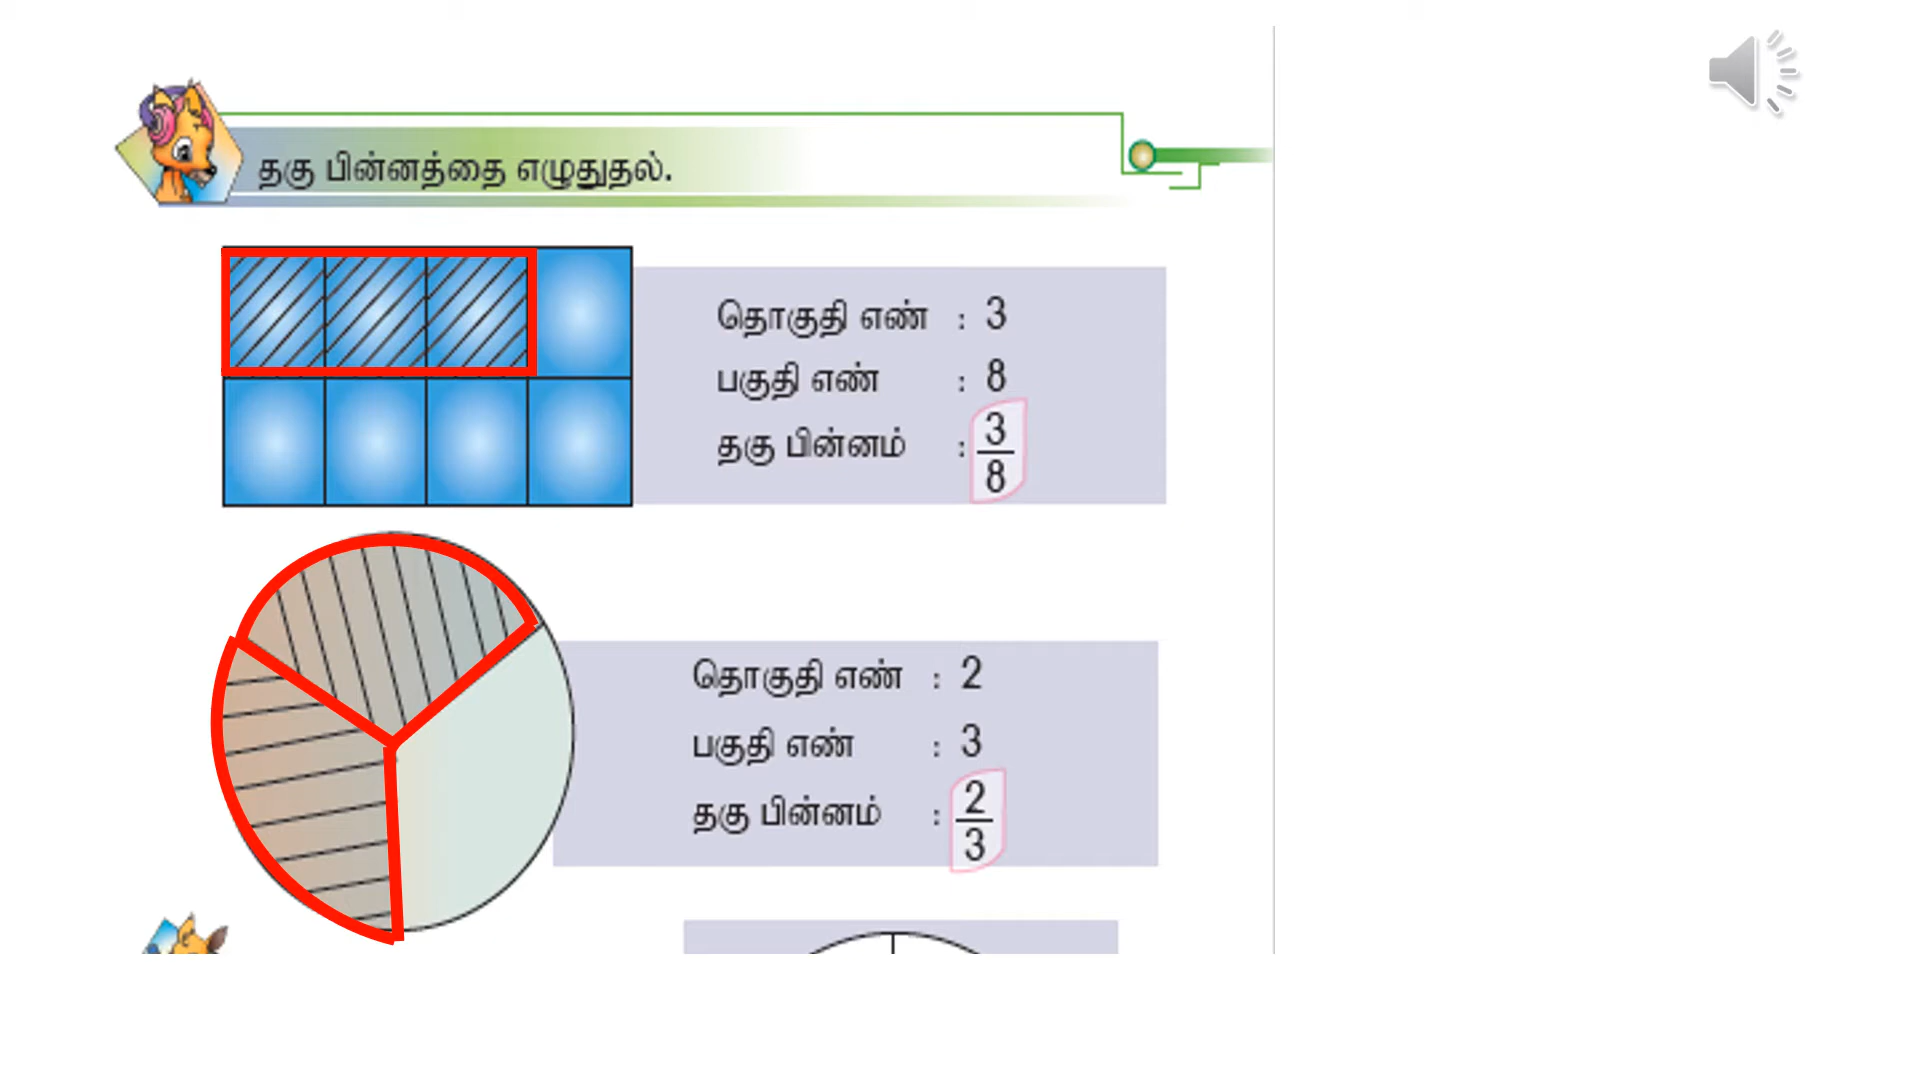 தகு பின்னத்தை எழுதுதல்.
தொகுதி எண் : 3
பகுதி எண் : 8
தகு பின்னம் : 3/8
தொகுதி எண் : 2
பகுதி எண் : 3
தகு பின்னம் : 2/3